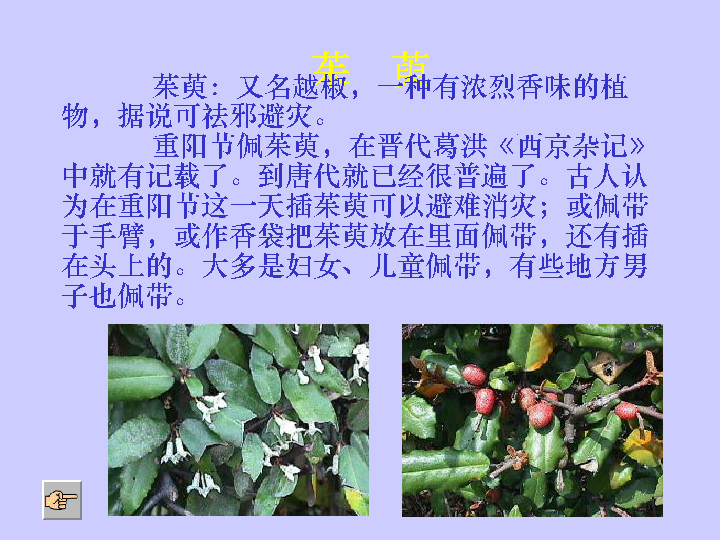 茱 萸
茱萸：又名越椒，一种有浓烈香味的植
物，据说可祛邪避灾。
重阳节佩茱萸，在晋代葛洪《西京杂记》
中就有记载了。到唐代就已经很普遍了。古人认
为在重阳节这一天插茱萸可以避难消灾；或佩带
于手臂，或作香袋把茱萸放在里面佩带，还有插
在头上的。大多是妇女、儿童佩带，有些地方男
子也佩带。